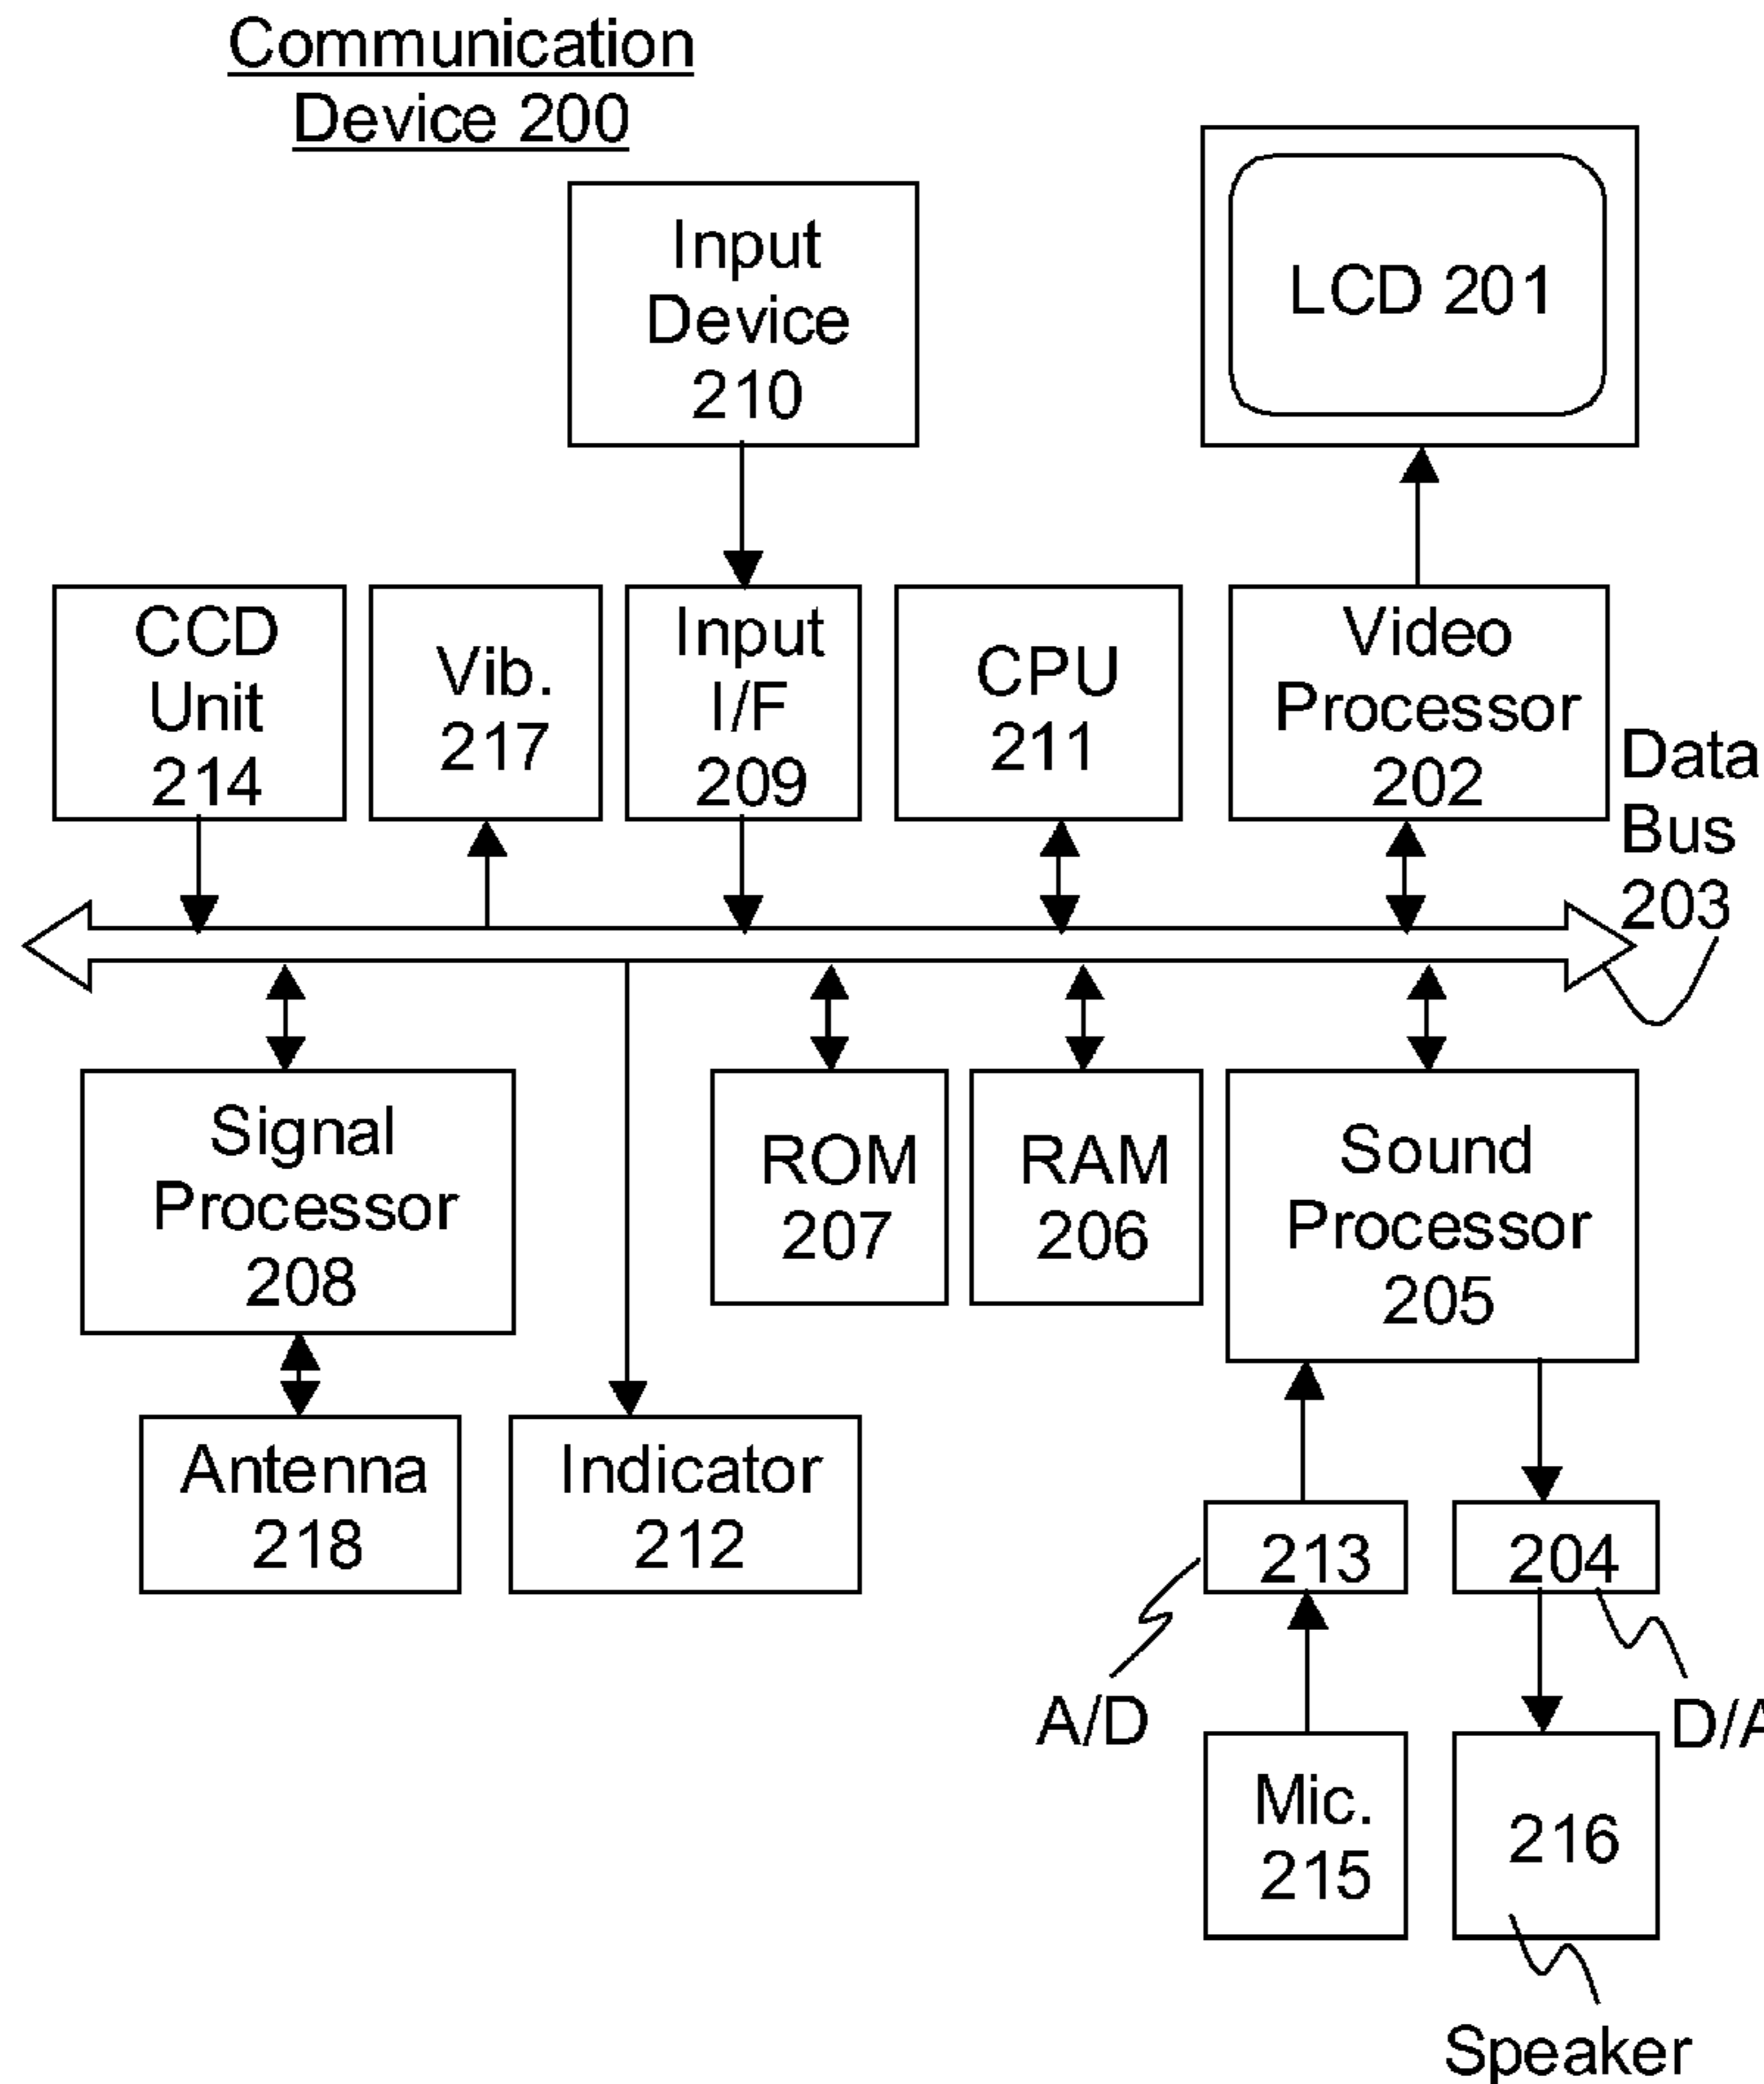 Communication
Device 200
Input
Device
210
LCD 201
CCD
Unit
214
Vib.
217
Input
I/F
209
CPU
211
Video
Processor
202
Data
Bus
203
Signal
Processor
208
ROM
207
RAM
206
Sound
Processor
205
Antenna
218
Indicator
212
213
204
A/D
D/A
Mic.
215
216
Speaker